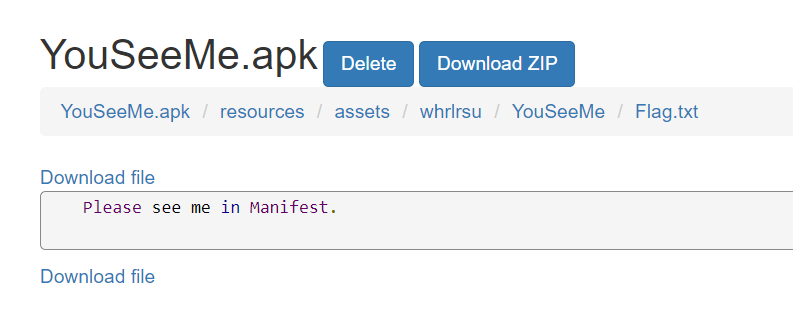 YouSeeMe.apk Delete Download ZIP
YouSeeMe.apk / resources / assets / whrlrsu / YouSeeMe / Flag.txt
Download file
Please see me in Manifest.
Download file